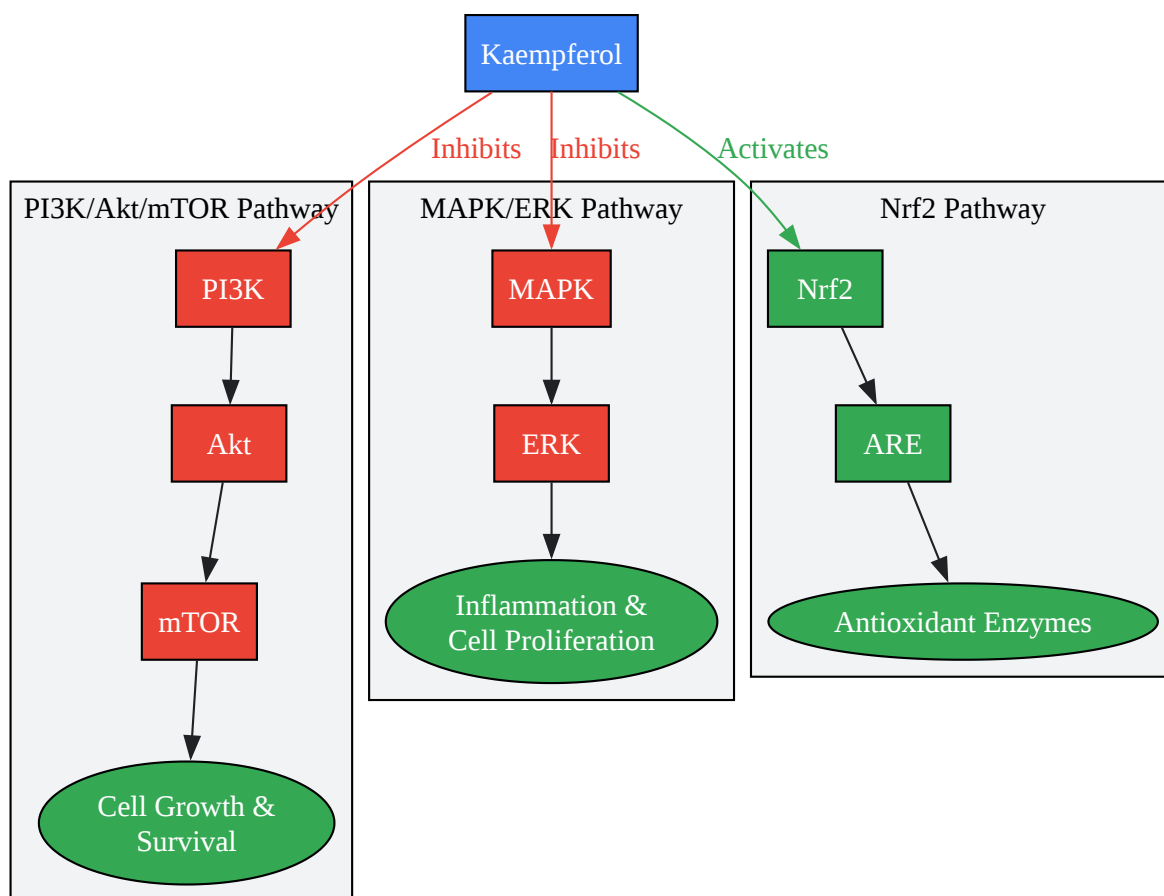 Kaempferol
Inhibits
Inhibits
Activates
PI3K/Akt/mTOR Pathway
MAPK/ERK Pathway
Nrf2 Pathway
PI3K
MAPK
Nrf2
Akt
ERK
ARE
mTOR
Inflammation &
Cell Proliferation
Antioxidant Enzymes
Cell Growth &
Survival